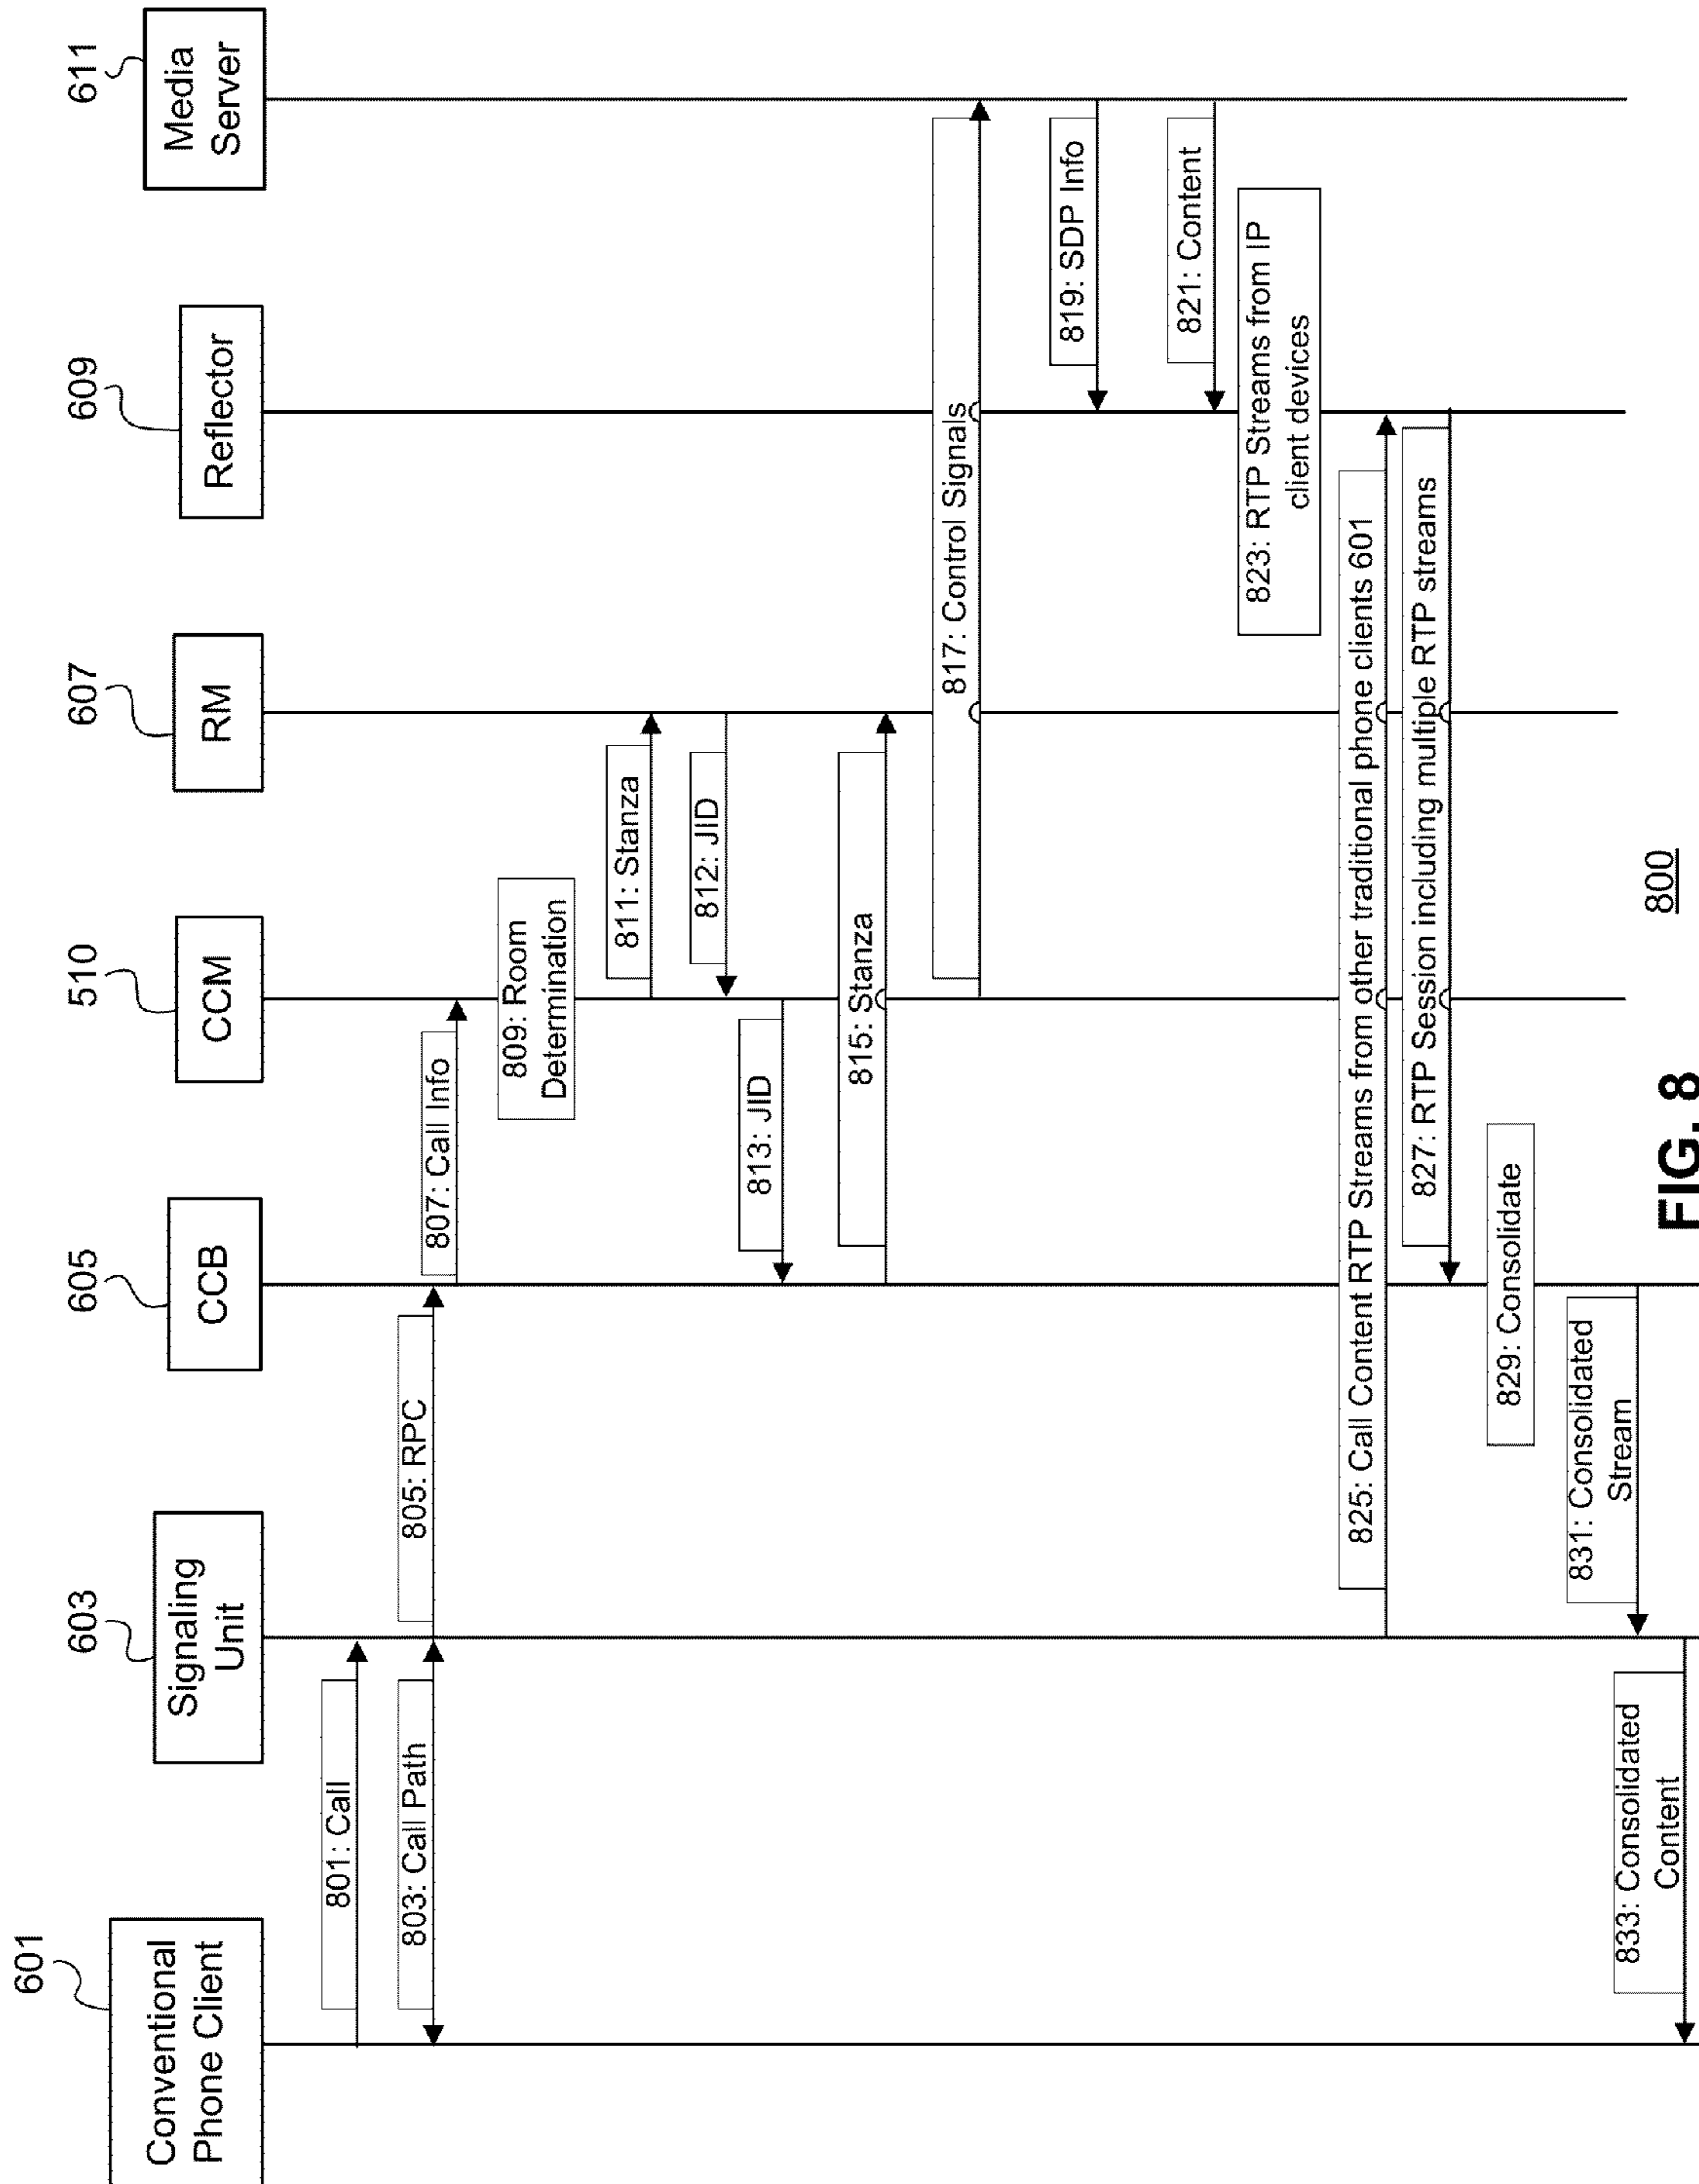 601
Conventional
Phone Client
603
Signaling
Unit
605
CCB
510
CCM
607
RM
609
Reflector
611
Media
Server
801: Call
803: Call Path
805: RPC
807: Call Info
809: Room
Determination
811: Stanza
812: JID
813: JID
815: Stanza
817: Control Signals
819: SDP Info
821: Content
823: RTP Streams from IP
client devices
825: Call Content RTP Streams from other traditional phone clients 601
827: RTP Session including multiple RTP streams
829: Consolidate
831: Consolidated
Stream
833: Consolidated
Content
800
FIG. 8